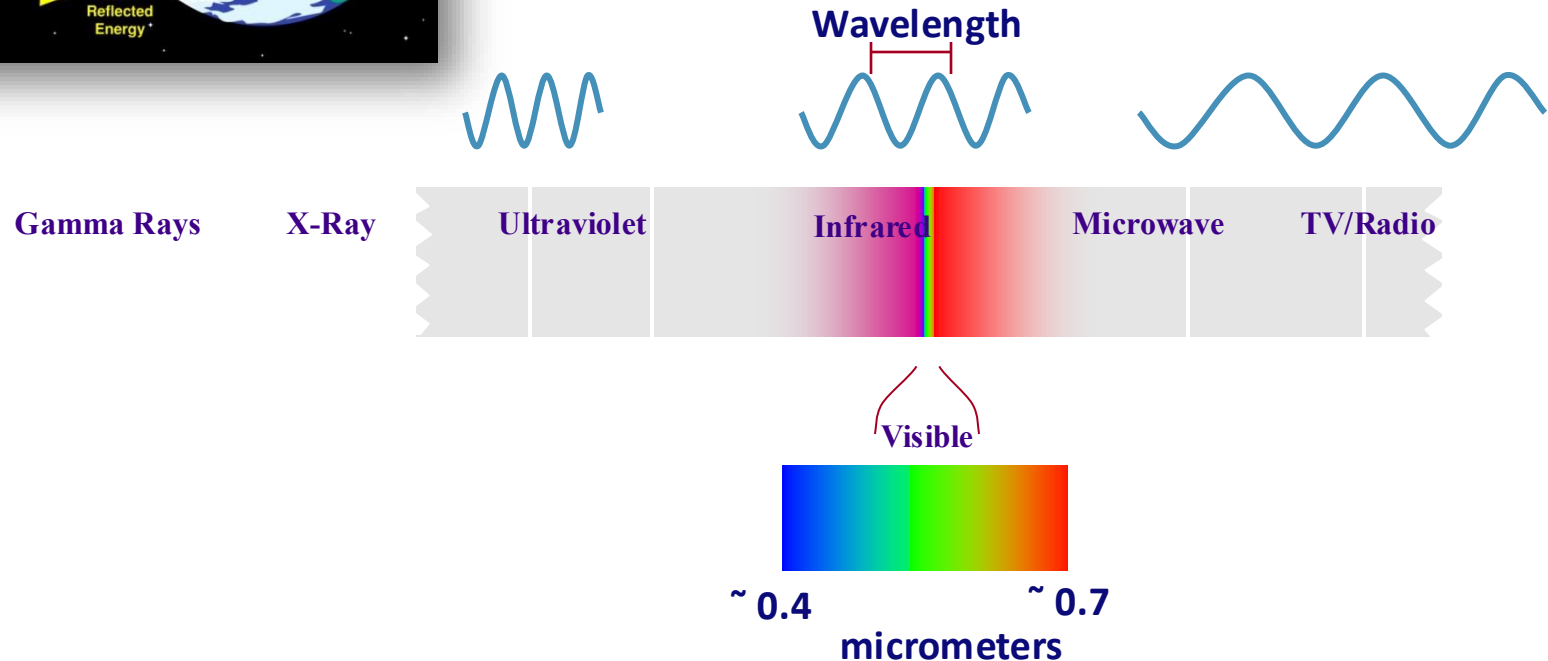 Reflected
Energy
Wavelength
Gamma Rays X-Ray Ultraviolet Infrared Microwave TV/Radio
Visible
~ 0.4 ~ 0.7
micrometers